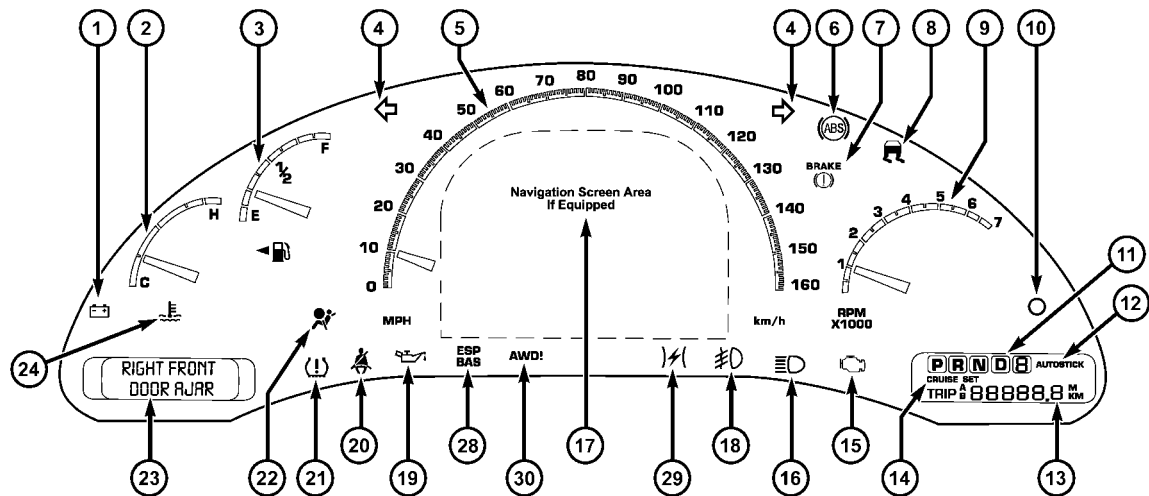 1 2 3 4 5 4 6 7 8 9 10
80
70 90
60 100
50 110
40 120
30 130
20 140
10 150
0 160
F
1/2
E
H
C
ABS
BRAKE
Navigation Screen Area
If Equipped
1 2 3 4 5 6 7
11
12
MPH
km/h
RPM
X1000
24
RIGHT FRONT
DOOR AJAR
ESP
BAS
AWD!
P R N D 8 AUTOSTICK
CRUISE SET
TRIP A B 88888.8 M KM
23 22 21 20 19 28 30 17 29 18 16 15 14 13